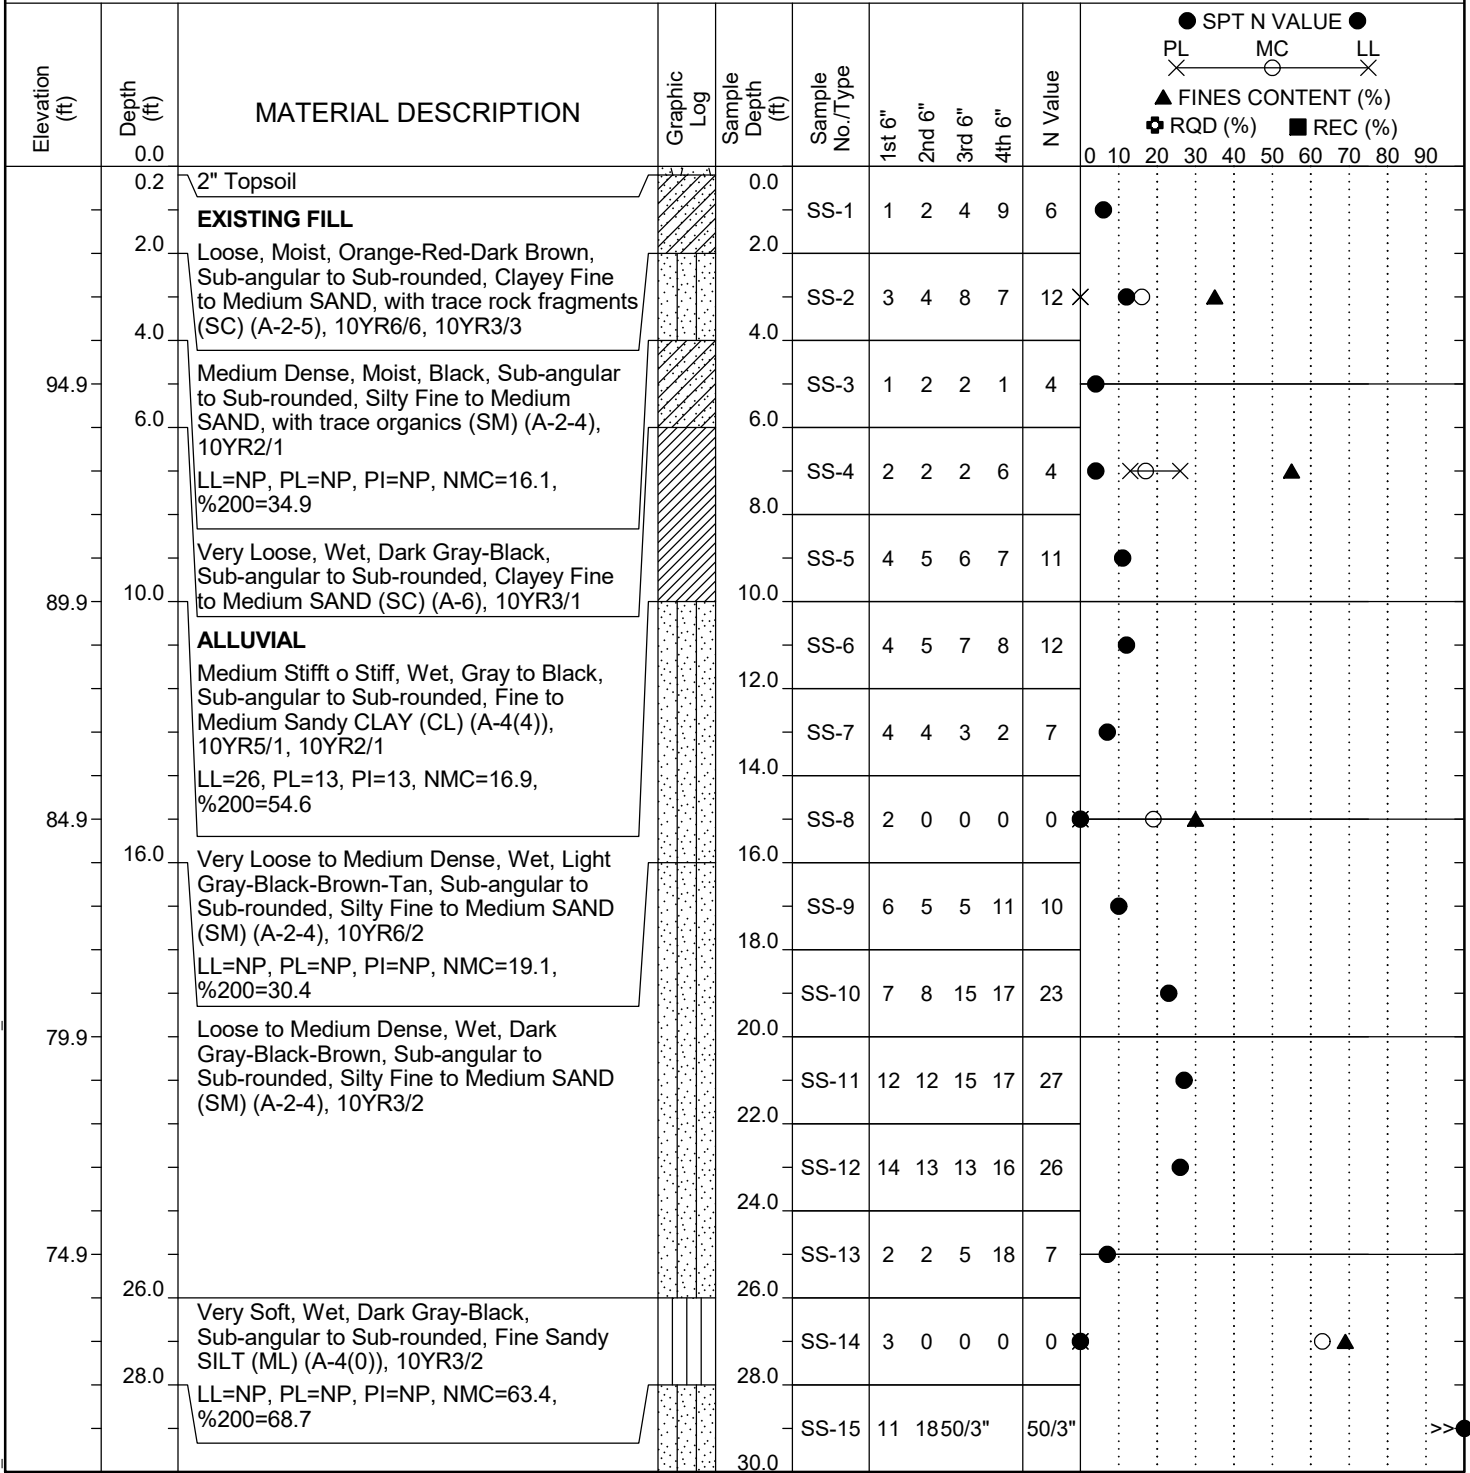 ● SPT N VALUE ●
PL MC LL
▲ FINES CONTENT (%)
RQD (%) ■ REC (%)
Elevation (ft)
Depth (ft)
MATERIAL DESCRIPTION
Graphic Log
Sample Depth (ft)
Sample No./Type
1st 6"
2nd 6"
3rd 6"
4th 6"
N Value
0.0
0 10 20 30 40 50 60 70 80 90
0.2 2" Topsoil 0.0
EXISTING FILL
SS-1 1 2 4 9 6
2.0 2.0
Loose, Moist, Orange-Red-Dark Brown,
Sub-angular to Sub-rounded, Clayey Fine
to Medium SAND, with trace rock fragments
(SC) (A-2-5), 10YR6/6, 10YR3/3
SS-2 3 4 8 7 12
4.0 4.0
Medium Dense, Moist, Black, Sub-angular
to Sub-rounded, Silty Fine to Medium
SAND, with trace organics (SM) (A-2-4),
10YR2/1
94.9 SS-3 1 2 2 1 4
6.0 6.0
LL=NP, PL=NP, PI=NP, NMC=16.1,
%200=34.9
SS-4 2 2 2 6 4
8.0
Very Loose, Wet, Dark Gray-Black,
Sub-angular to Sub-rounded, Clayey Fine
to Medium SAND (SC) (A-6), 10YR3/1
SS-5 4 5 6 7 11
89.9 10.0 10.0
ALLUVIAL
SS-6 4 5 7 8 12
Medium Stifft o Stiff, Wet, Gray to Black,
Sub-angular to Sub-rounded, Fine to
Medium Sandy CLAY (CL) (A-4(4)),
10YR5/1, 10YR2/1
12.0
SS-7 4 4 3 2 7
LL=26, PL=13, PI=13, NMC=16.9,
%200=54.6
14.0
84.9 SS-8 2 0 0 0 0
16.0 16.0
Very Loose to Medium Dense, Wet, Light
Gray-Black-Brown-Tan, Sub-angular to
Sub-rounded, Silty Fine to Medium SAND
(SM) (A-2-4), 10YR6/2
SS-9 6 5 5 11 10
18.0
LL=NP, PL=NP, PI=NP, NMC=19.1,
%200=30.4
SS-10 7 8 15 17 23
20.0
79.9
Loose to Medium Dense, Wet, Dark
Gray-Black-Brown, Sub-angular to
Sub-rounded, Silty Fine to Medium SAND
(SM) (A-2-4), 10YR3/2
SS-11 12 12 15 17 27
22.0
SS-12 14 13 13 16 26
24.0
74.9 SS-13 2 2 5 18 7
26.0 26.0
Very Soft, Wet, Dark Gray-Black,
Sub-angular to Sub-rounded, Fine Sandy
SILT (ML) (A-4(0)), 10YR3/2
SS-14 3 0 0 0 0
28.0 28.0
LL=NP, PL=NP, PI=NP, NMC=63.4,
%200=68.7
SS-15 11 18 50/3" 50/3" >>
30.0